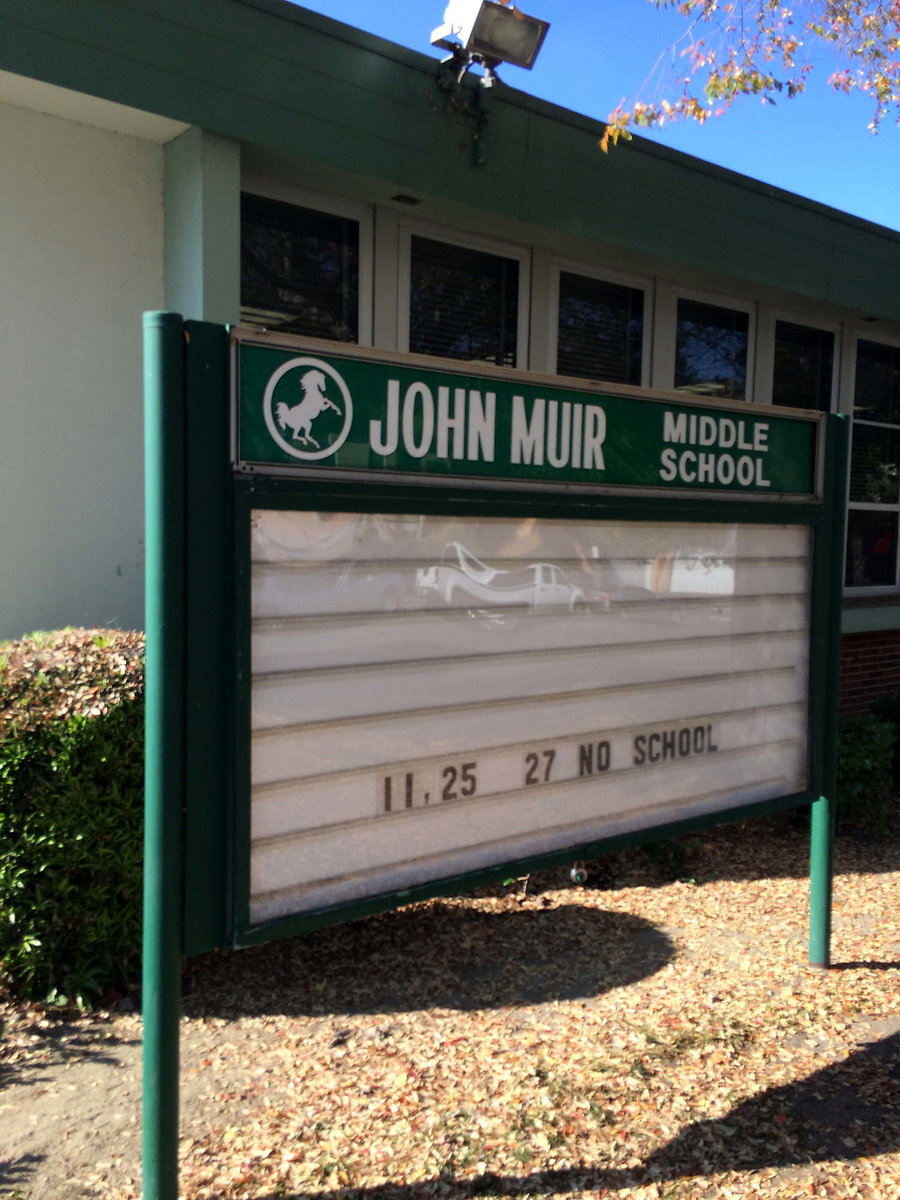 JOHN MUIR MIDDLE SCHOOL
11, 25 27 NO SCHOOL